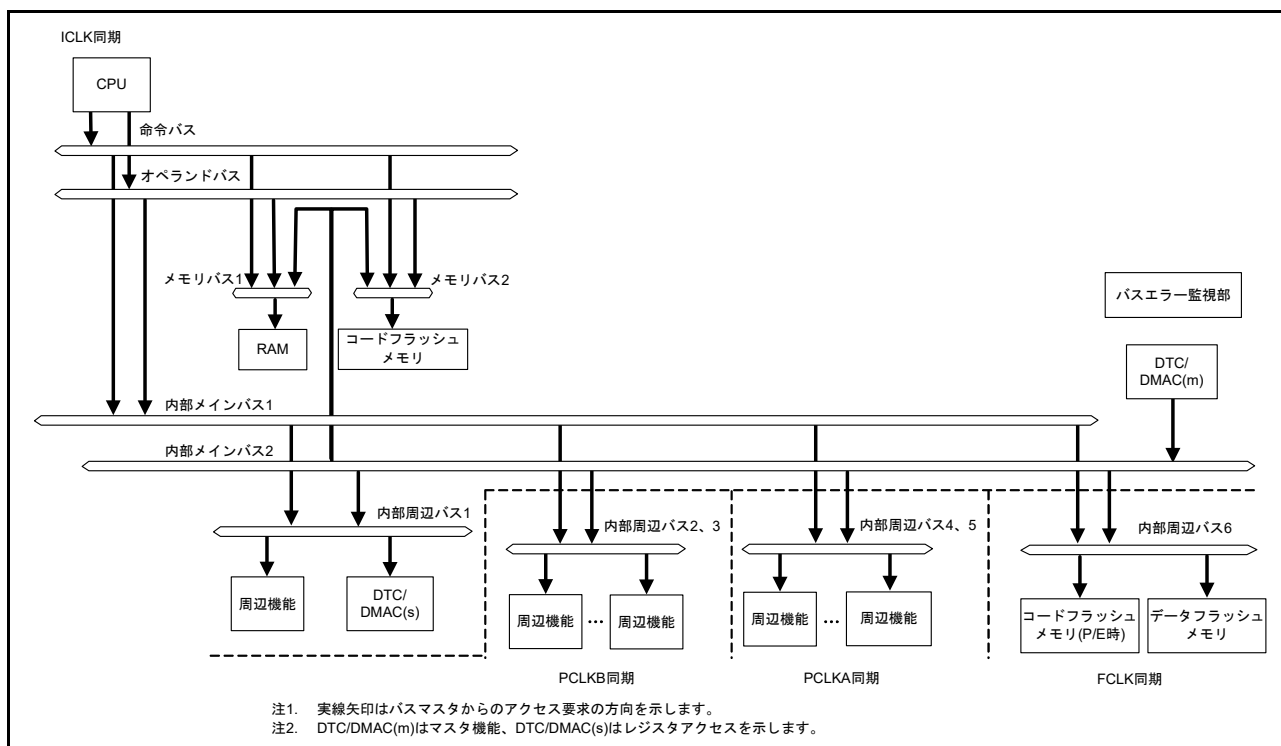 ICLK同期
CPU
命令バス
オペランドバス
メモリバス1
メモリバス2
バスエラー監視部
RAM
コードフラッシュ
メモリ
DTC/
DMAC(m)
内部メインバス1
内部メインバス2
内部周辺バス1
内部周辺バス2、3
内部周辺バス4、5
内部周辺バス6
周辺機能
DTC/
DMAC(s)
周辺機能
…
周辺機能
周辺機能
…
周辺機能
コードフラッシュ
メモリ(P/E時)
データフラッシュ
メモリ
PCLKB同期
PCLKA同期
FCLK同期
注1. 実線矢印はバスマスタからのアクセス要求の方向を示します。
注2. DTC/DMAC(m)はマスタ機能、DTC/DMAC(s)はレジスタアクセスを示します。